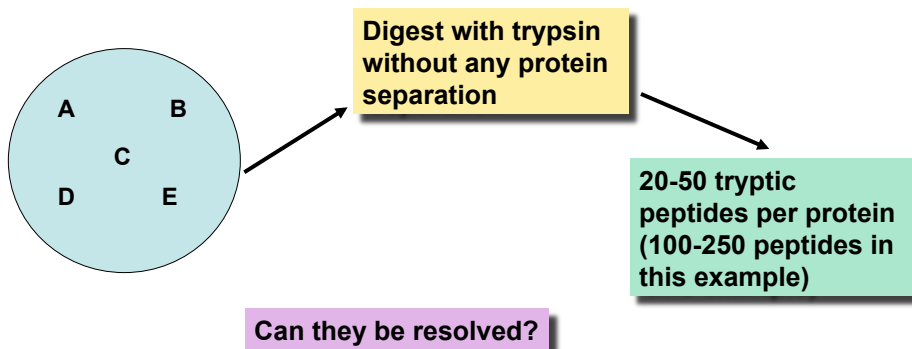 A B
C
D E
Digest with trypsin
without any protein
separation
20-50 tryptic
peptides per protein
(100-250 peptides in
this example)
Can they be resolved?